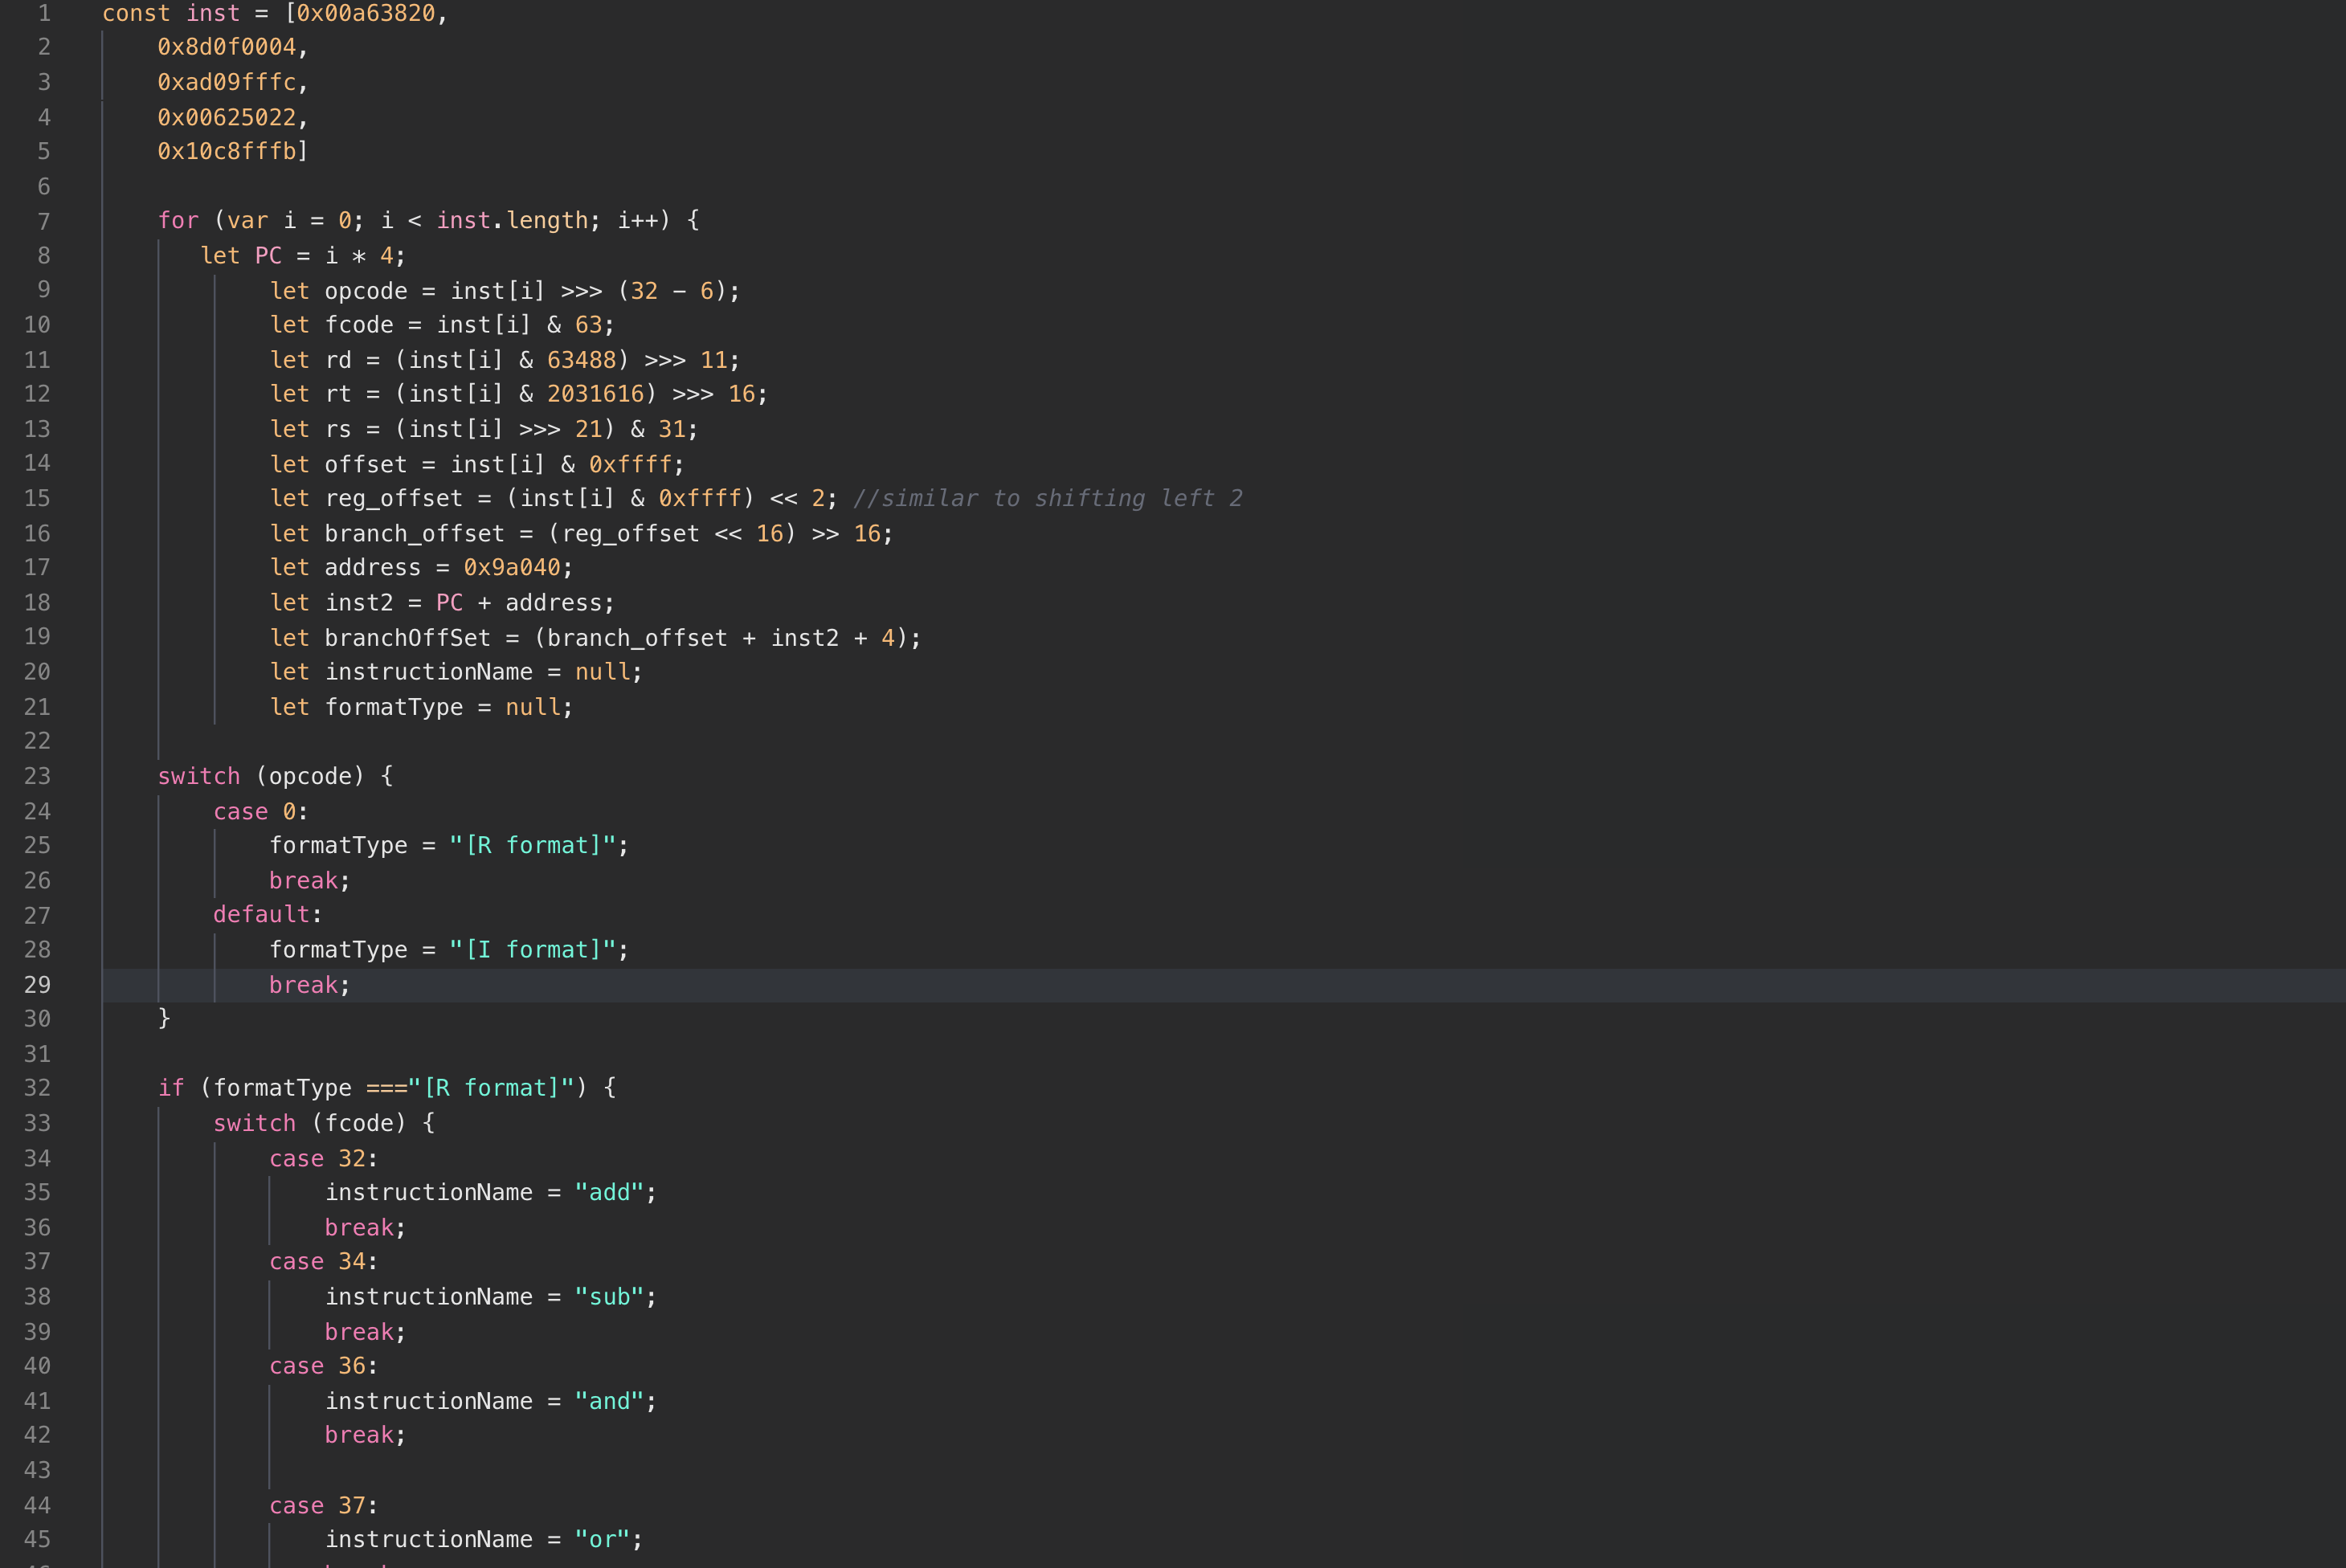 1 const inst = [0x00a63820,
2 0x8d0f0004,
3 0xad09fffc,
4 0x00625022,
5 0x10c8fffb]
6
7 for (var i = 0; i < inst.length; i++) {
8 let PC = i * 4;
9 let opcode = inst[i] >>> (32 - 6);
10 let fcode = inst[i] & 63;
11 let rd = (inst[i] & 63488) >>> 11;
12 let rt = (inst[i] & 2031616) >>> 16;
13 let rs = (inst[i] >>> 21) & 31;
14 let offset = inst[i] & 0xffff;
15 let reg_offset = (inst[i] & 0xffff) << 2; //similar to shifting left 2
16 let branch_offset = (reg_offset << 16) >> 16;
17 let address = 0x9a040;
18 let inst2 = PC + address;
19 let branchOffSet = (branch_offset + inst2 + 4);
20 let instructionName = null;
21 let formatType = null;
22
23 switch (opcode) {
24 case 0:
25 formatType = "[R format]";
26 break;
27 default:
28 formatType = "[I format]";
29 break;
30 }
31
32 if (formatType ==="[R format]") {
33 switch (fcode) {
34 case 32:
35 instructionName = "add";
36 break;
37 case 34:
38 instructionName = "sub";
39 break;
40 case 36:
41 instructionName = "and";
42 break;
43
44 case 37:
45 instructionName = "or";